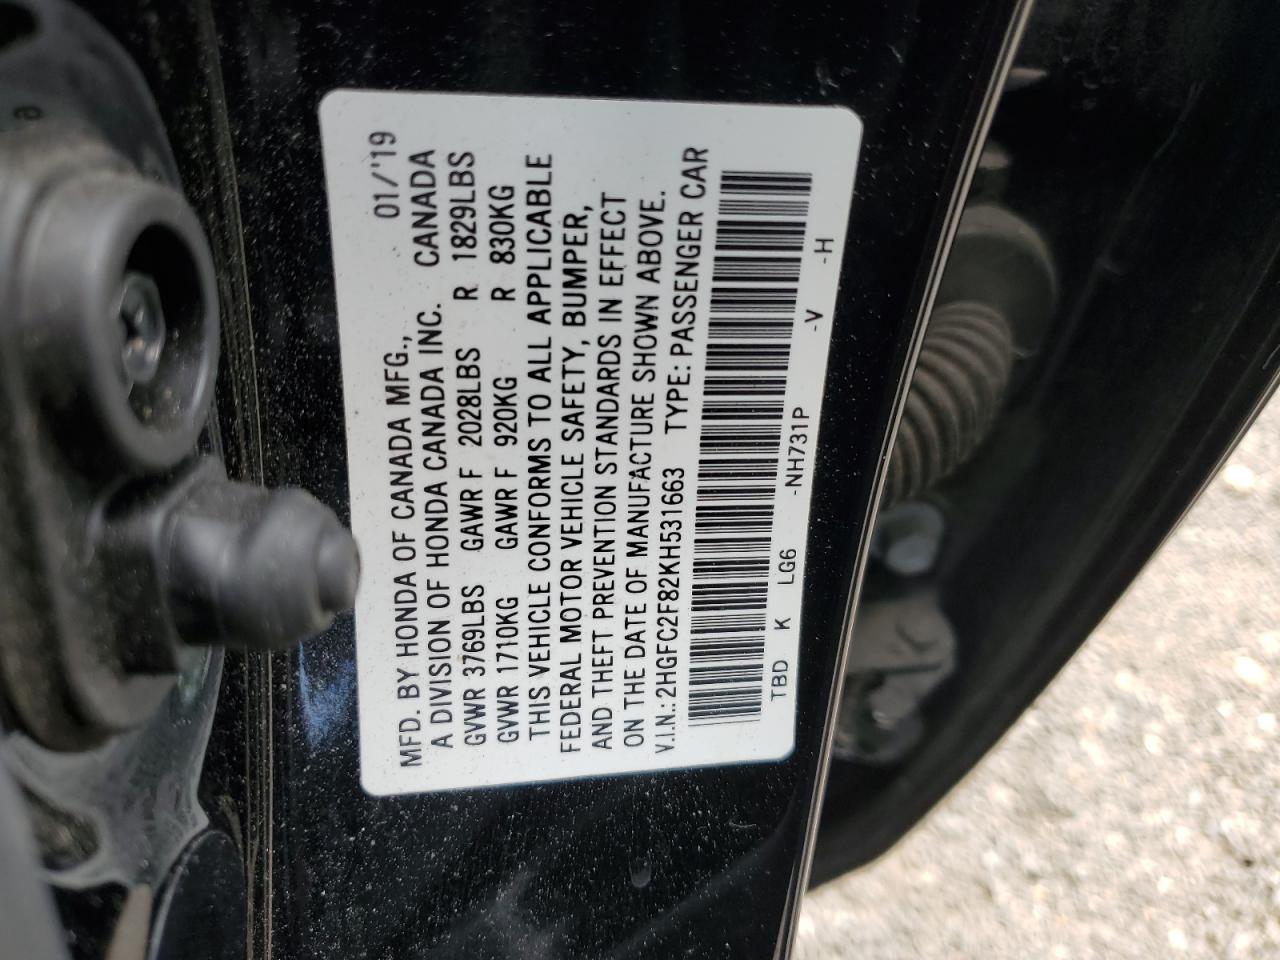 01/'19
MFD. BY HONDA OF CANADA MFG.,
A DIVISION OF HONDA CANADA INC. CANADA
GVWR 3769LBS GAWR F 2028LBS R 1829LBS
GVWR 1710KG GAWR F 920KG R 830KG
THIS VEHICLE CONFORMS TO ALL APPLICABLE
FEDERAL MOTOR VEHICLE SAFETY, BUMPER,
AND THEFT PREVENTION STANDARDS IN EFFECT
ON THE DATE OF MANUFACTURE SHOWN ABOVE.
V.I.N.: 2HGFC2F82KH531663 TYPE: PASSENGER CAR
TBD K LG6 -NH731P -V -H